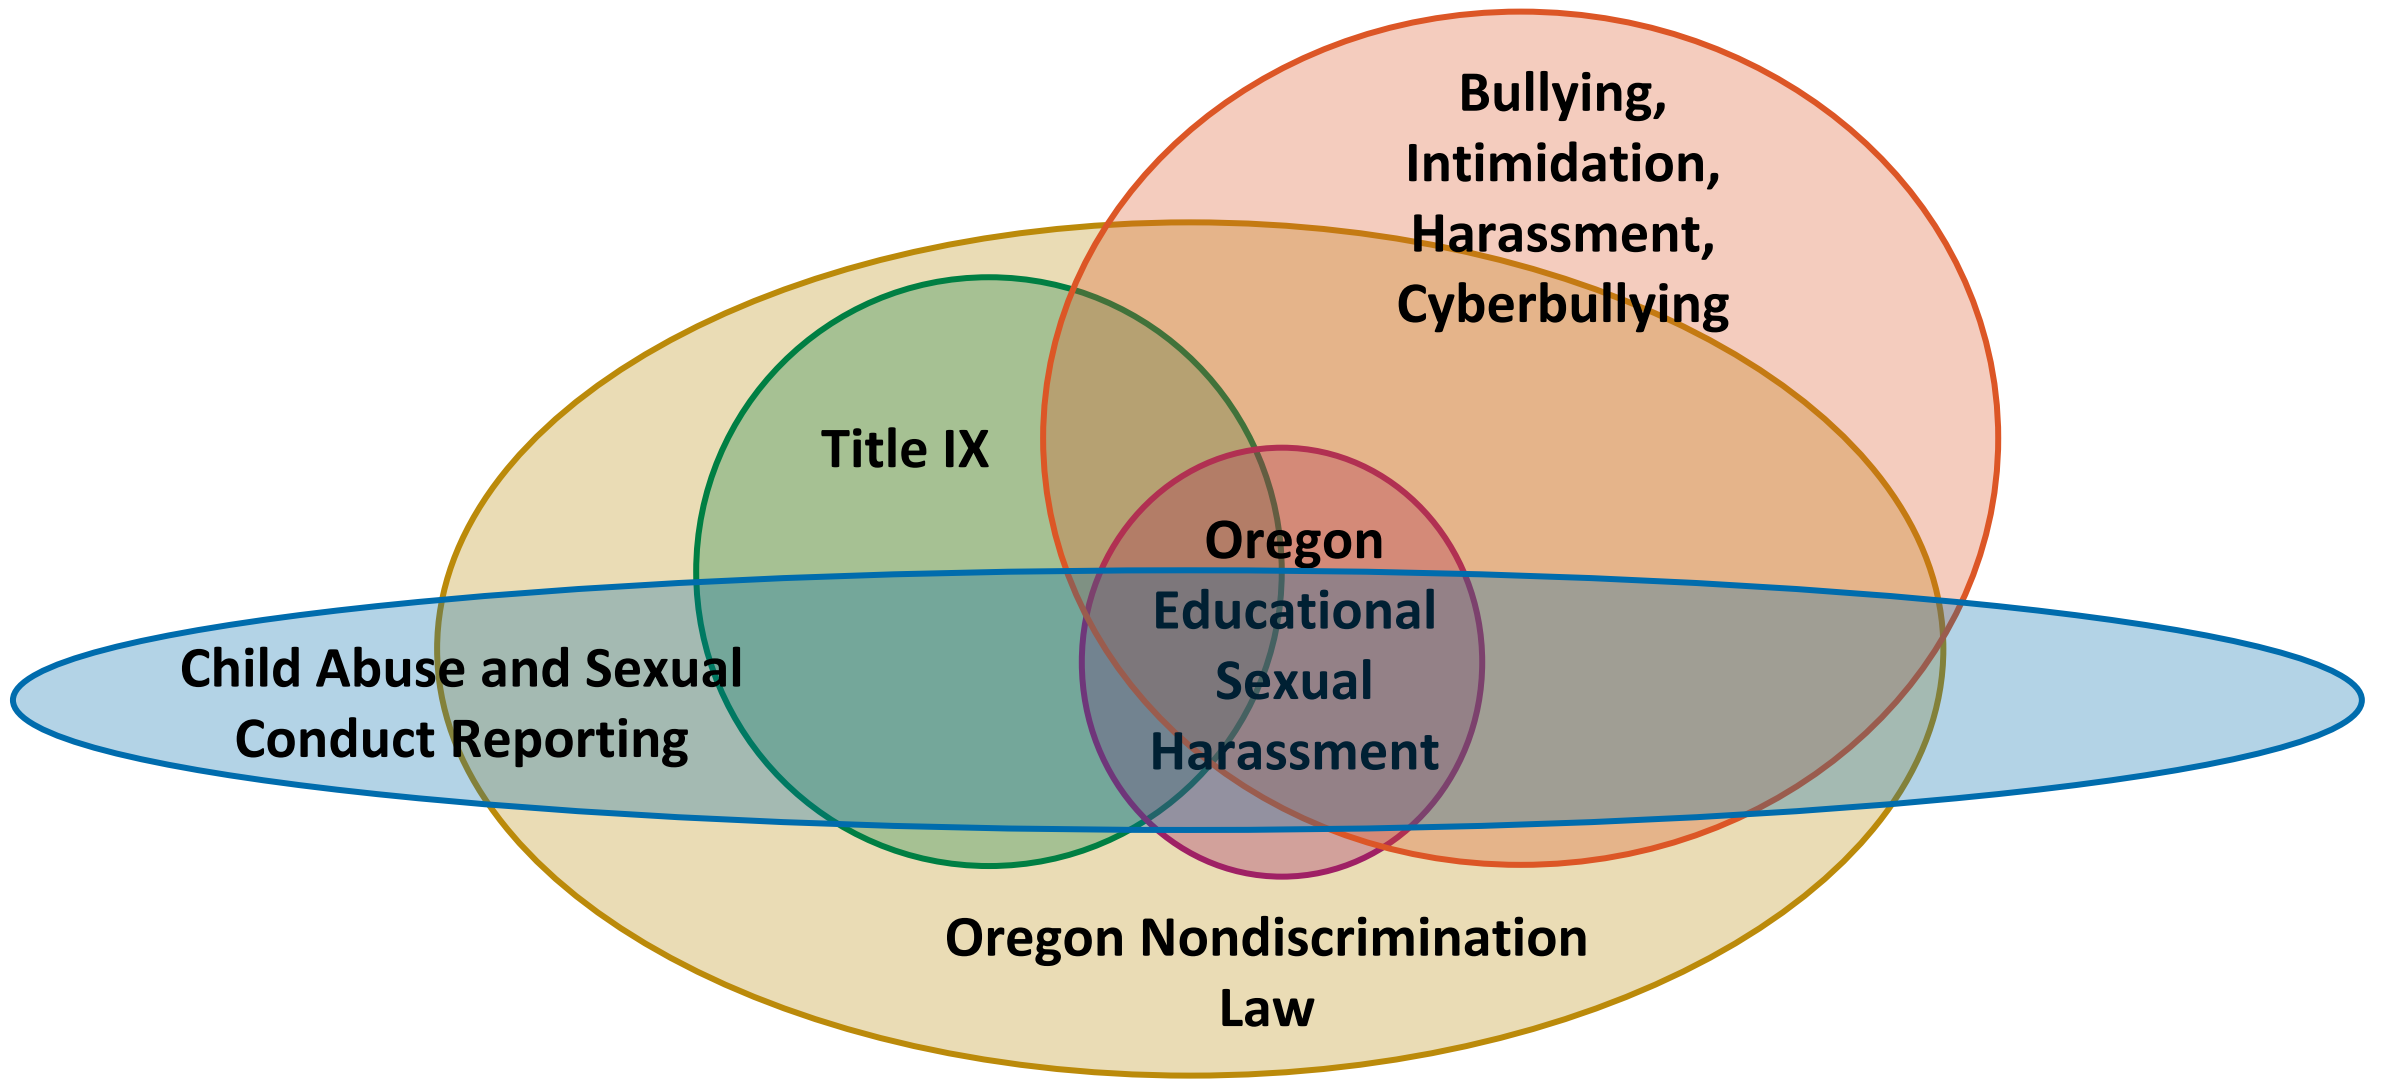 Bullying,
Intimidation,
Harassment,
Cyberbullying
Title IX
Oregon
Educational
Sexual
Harassment
Child Abuse and Sexual
Conduct Reporting
Oregon Nondiscrimination
Law